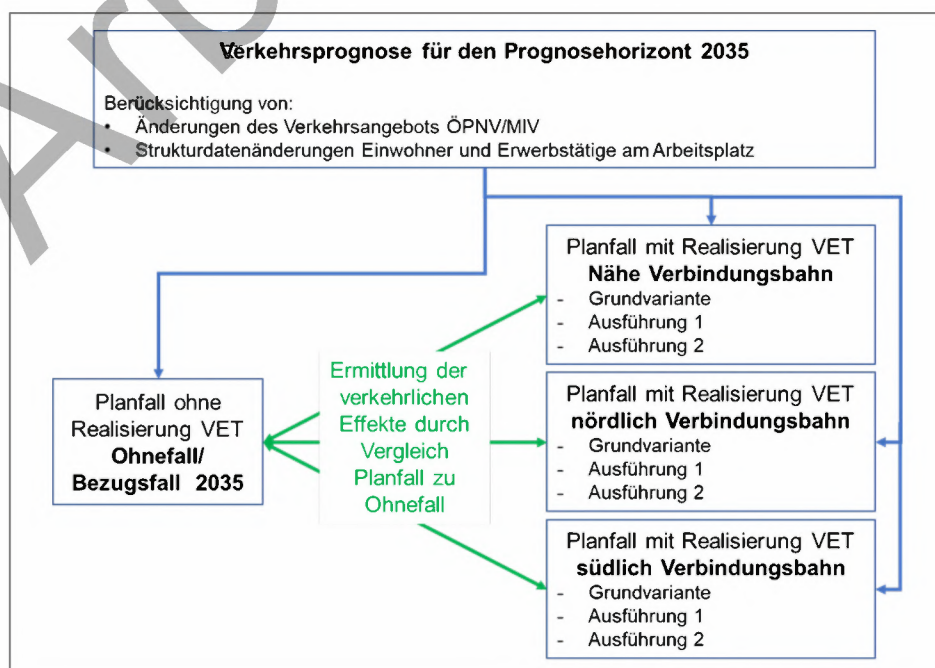 Verkehrsprognose für den Prognosehorizont 2035
Berücksichtigung von:
• Änderungen des Verkehrsangebots ÖPNV/MIV
• Strukturdatenänderungen Einwohner und Erwerbstätige am Arbeitsplatz
Planfall mit Realisierung VET
Nähe Verbindungsbahn
- Grundvariante
- Ausführung 1
- Ausführung 2
Ermittlung der
verkehrlichen
Effekte durch
Vergleich
Planfall zu
Ohnefall
Planfall ohne
Realisierung VET
Ohnefall/
Bezugsfall 2035
Planfall mit Realisierung VET
nördlich Verbindungsbahn
- Grundvariante
- Ausführung 1
- Ausführung 2
Planfall mit Realisierung VET
südlich Verbindungsbahn
- Grundvariante
- Ausführung 1
- Ausführung 2